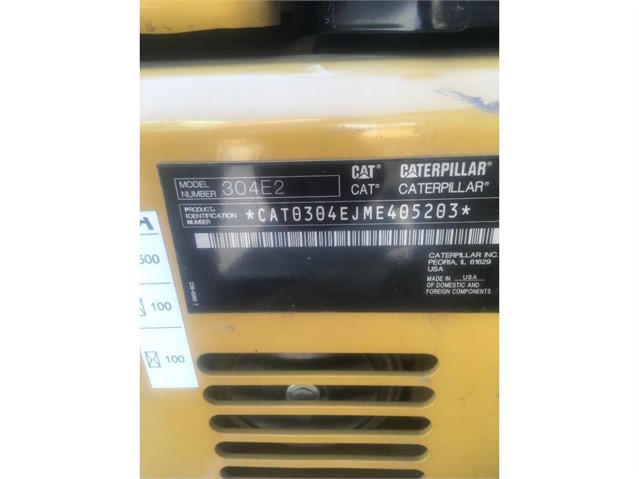 MODEL NUMBER 304E2
CAT CATERPILLAR®
CAT® CATERPILLAR®
PRODUCT IDENTIFICATION NUMBER *CAT0304EJME405203*
CATERPILLAR INC.
PEORIA, IL 61629
USA
MADE IN USA
OF DOMESTIC AND
FOREIGN COMPONENTS
H
500
100
100